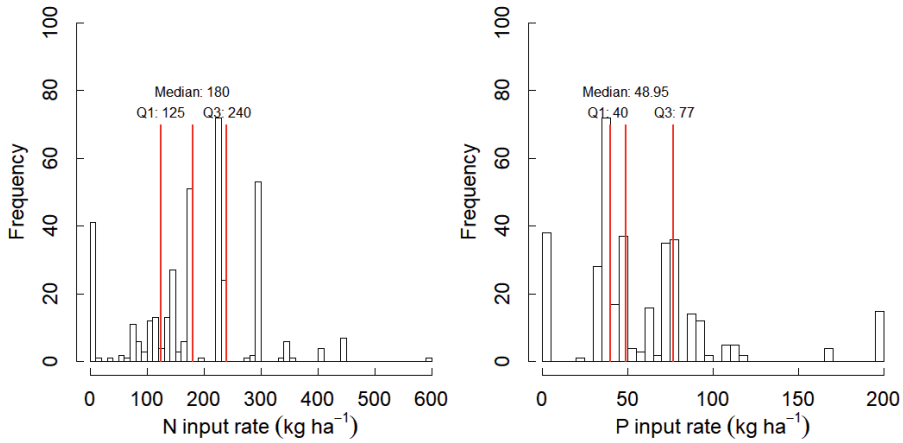 100
80
60
40
20
0
Frequency
Median: 180
Q1: 125 Q3: 240
0 100 200 300 400 500 600
N input rate (kg ha⁻¹)
100
80
60
40
20
0
Frequency
Median: 48.95
Q1: 40 Q3: 77
0 50 100 150 200
P input rate (kg ha⁻¹)